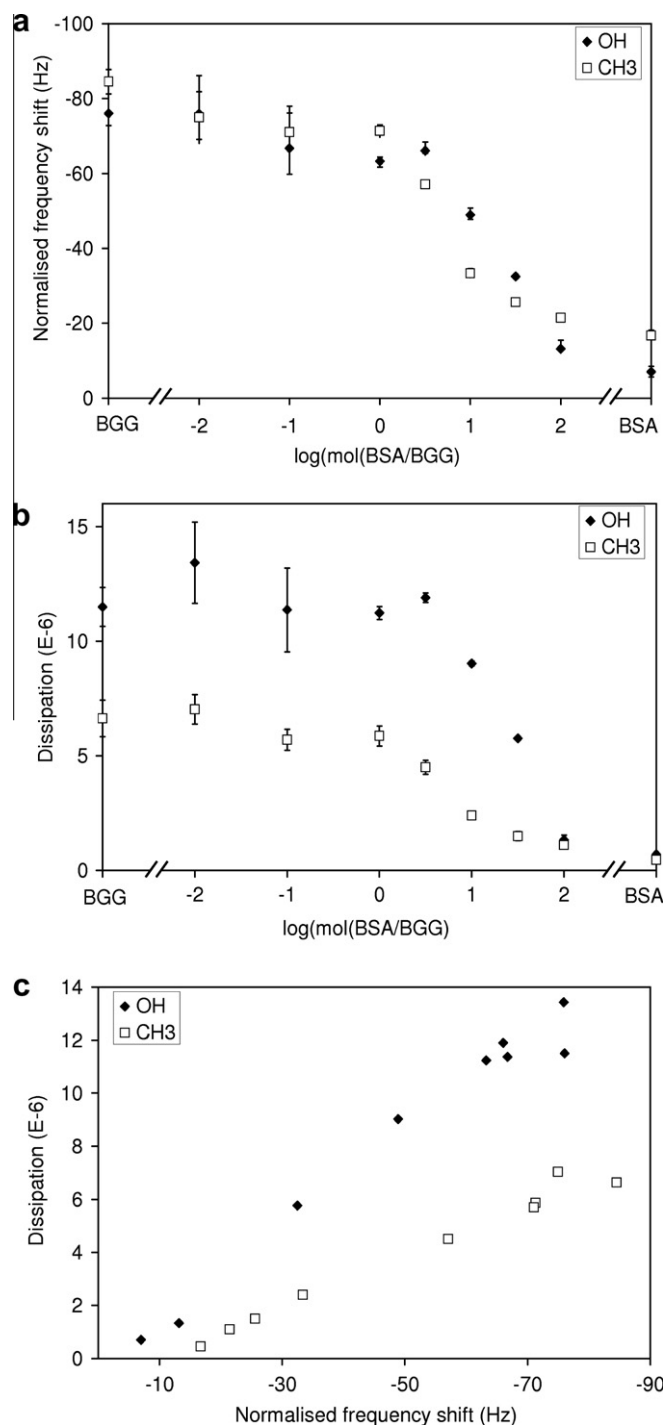 a
-100
-80
-60
-40
-20
0
Normalised frequency shift (Hz)
OH
CH3
BGG -2 -1 0 1 2 BSA
log(mol(BSA/BGG)
b
15
10
5
0
Dissipation (E-6)
OH
CH3
BGG -2 -1 0 1 2 BSA
log(mol(BSA/BGG)
c
14
12
10
8
6
4
2
0
Dissipation (E-6)
OH
CH3
-10 -30 -50 -70 -90
Normalised frequency shift (Hz)